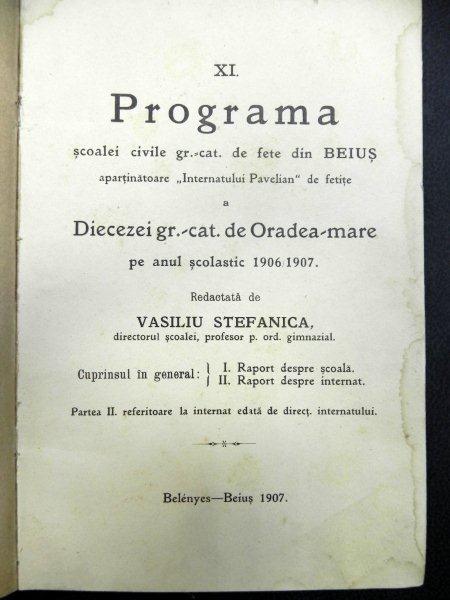 XI.
Programa
școalei civile gr.-cat. de fete din BEIUȘ
aparținătoare „Internatului Pavelian“ de fetițe
a
Diecezei gr.-cat. de Oradea-mare
pe anul școlastic 1906/1907.
Redactată de
VASILIU STEFANICA,
directorul școalei, profesor p. ord. gimnazial.
Cuprinsul în general: I. Raport despre școală.
II. Raport despre internat.
Partea II. referitoare la internat edată de direcț. internatului.
Belényes—Beiuș 1907.